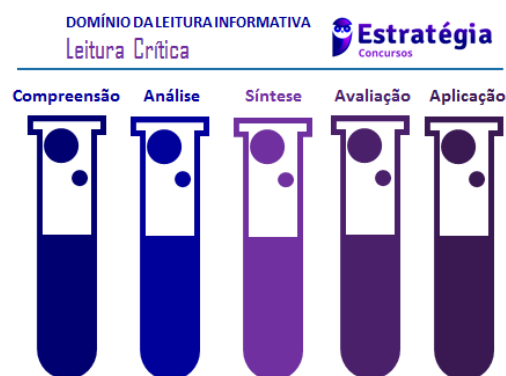 DOMÍNIO DA LEITURA INFORMATIVA
Leitura Crítica
Estratégia
Concursos
Compreensão Análise Síntese Avaliação Aplicação